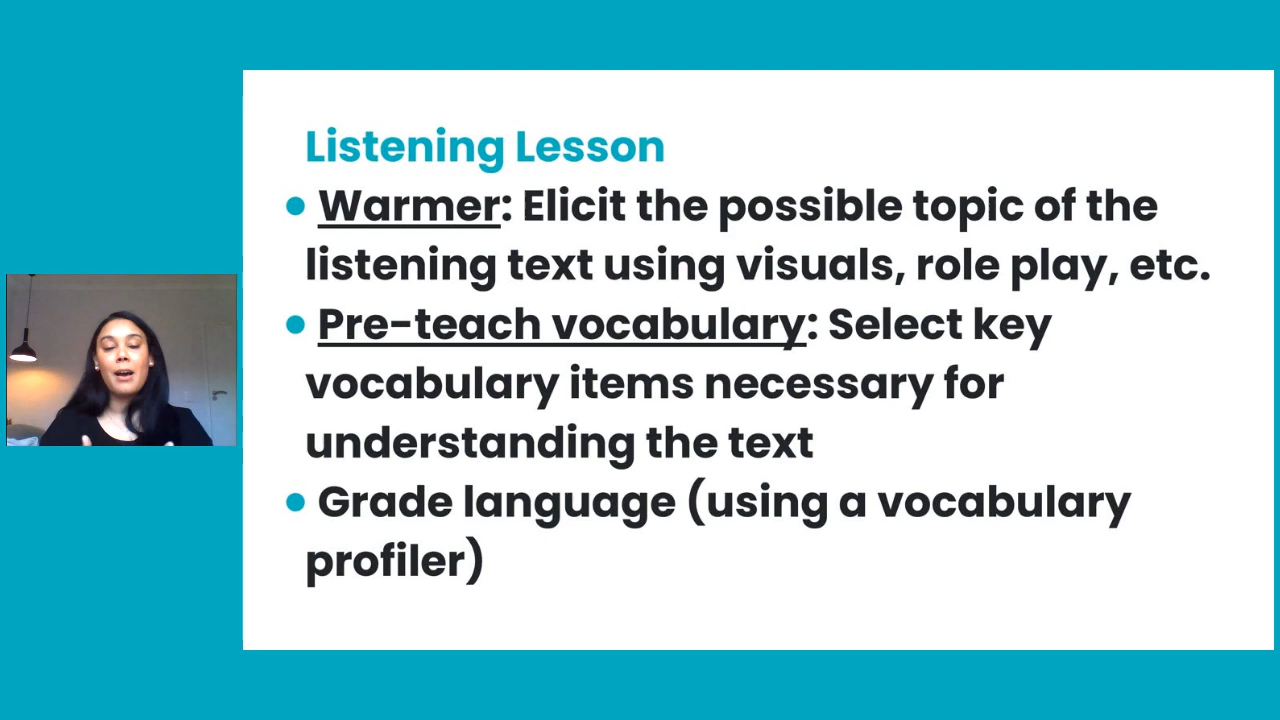 Listening Lesson
• Warmer: Elicit the possible topic of the
listening text using visuals, role play, etc.
• Pre-teach vocabulary: Select key
vocabulary items necessary for
understanding the text
• Grade language (using a vocabulary
profiler)